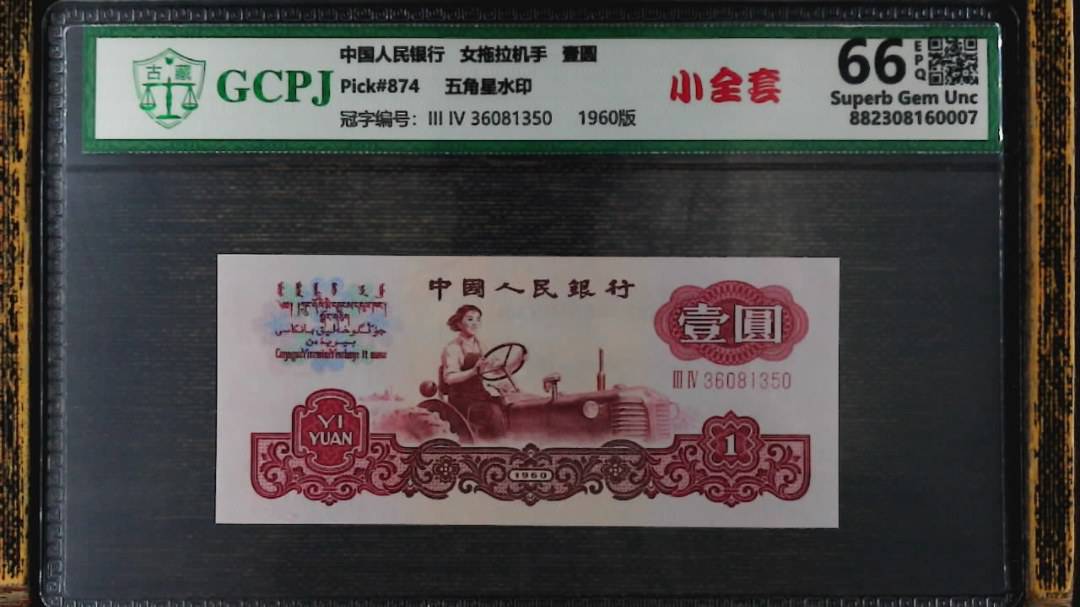 古藏
GCPJ
中国人民银行 女拖拉机手 壹圆
Pick#874 五角星水印
冠字编号: III IV 36081350 1960版
小全套
66
EPQ
Superb Gem Unc
882308160007
中國人民銀行
壹圓
III IV 36081350
YI
YUAN
1960
1